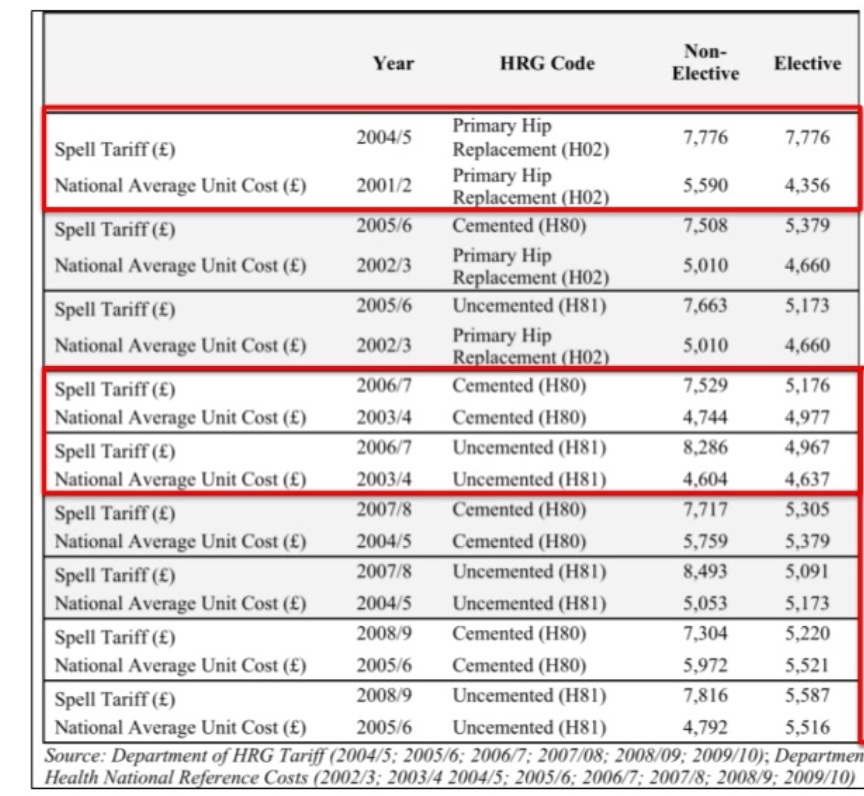 Year HRG Code Non-Elective Elective
Spell Tariff (£) 2004/5 Primary Hip Replacement (H02) 7,776 7,776
National Average Unit Cost (£) 2001/2 Primary Hip Replacement (H02) 5,590 4,356
Spell Tariff (£) 2005/6 Cemented (H80) 7,508 5,379
National Average Unit Cost (£) 2002/3 Primary Hip Replacement (H02) 5,010 4,660
Spell Tariff (£) 2005/6 Uncemented (H81) 7,663 5,173
National Average Unit Cost (£) 2002/3 Primary Hip Replacement (H02) 5,010 4,660
Spell Tariff (£) 2006/7 Cemented (H80) 7,529 5,176
National Average Unit Cost (£) 2003/4 Cemented (H80) 4,744 4,977
Spell Tariff (£) 2006/7 Uncemented (H81) 8,286 4,967
National Average Unit Cost (£) 2003/4 Uncemented (H81) 4,604 4,637
Spell Tariff (£) 2007/8 Cemented (H80) 7,717 5,305
National Average Unit Cost (£) 2004/5 Cemented (H80) 5,759 5,379
Spell Tariff (£) 2007/8 Uncemented (H81) 8,493 5,091
National Average Unit Cost (£) 2004/5 Uncemented (H81) 5,053 5,173
Spell Tariff (£) 2008/9 Cemented (H80) 7,304 5,220
National Average Unit Cost (£) 2005/6 Cemented (H80) 5,972 5,521
Spell Tariff (£) 2008/9 Uncemented (H81) 7,816 5,587
National Average Unit Cost (£) 2005/6 Uncemented (H81) 4,792 5,516
Source: Department of HRG Tariff (2004/5; 2005/6; 2006/7; 2007/08; 2008/09; 2009/10); Departmen
Health National Reference Costs (2002/3; 2003/4 2004/5; 2005/6; 2006/7; 2007/8; 2008/9; 2009/10)